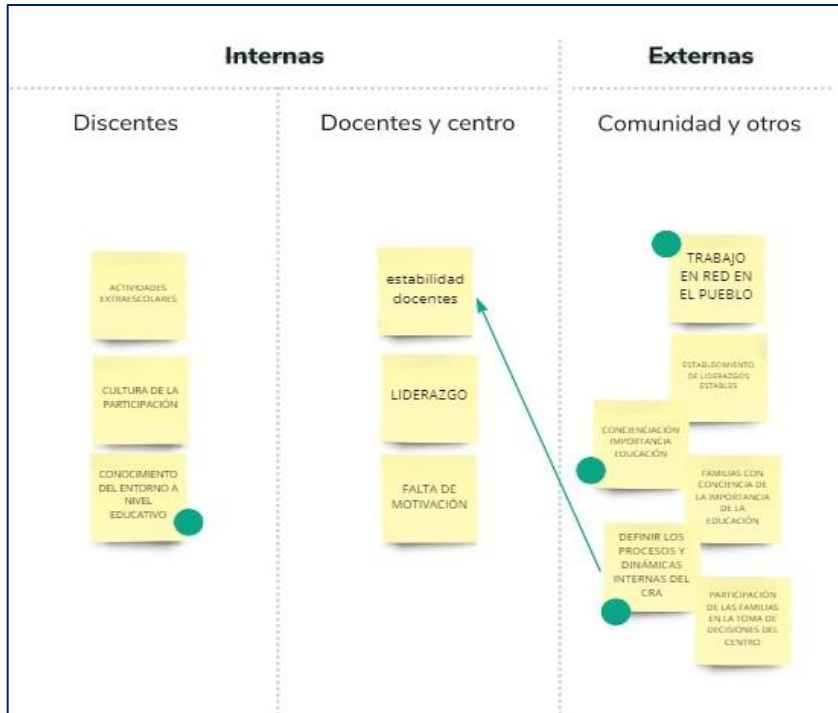 Internas
Externas
Discentes
Docentes y centro
Comunidad y otros
ACTIVIDADES
EXTRAESCOLARES
CULTURA DE LA
PARTICIPACIÓN
CONOCIMIENTO
DEL ENTORNO A
NIVEL
EDUCATIVO
estabilidad
docentes
LIDERAZGO
FALTA DE
MOTIVACIÓN
TRABAJO
EN RED EN
EL PUEBLO
ESTABLECIMIENTO
DE LIDERAZGOS
ESTABLES
CONCIENCIACIÓN
IMPORTANCIA
EDUCACIÓN
FAMILIAS CON
CONCIENCIA DE
LA IMPORTANCIA
DE LA
EDUCACIÓN
DEFINIR LOS
PROCESOS Y
DINÁMICAS
INTERNAS DEL
CRA
PARTICIPACIÓN
DE LAS FAMILIAS
EN LA TOMA DE
DECISIONES DEL
CENTRO